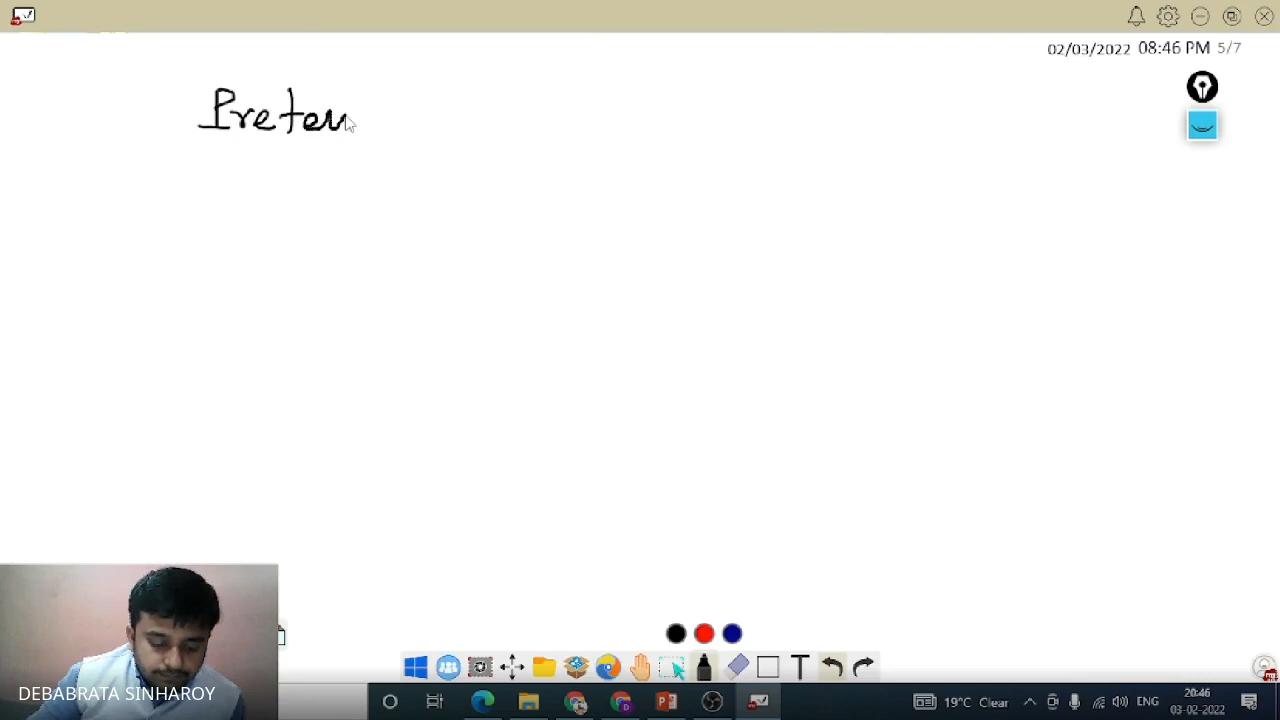 02/03/2022 08:46 PM 5/7
Preten
DEBABRATA SINHAROY
19°C Clear
ENG
20:46
03-02-2022